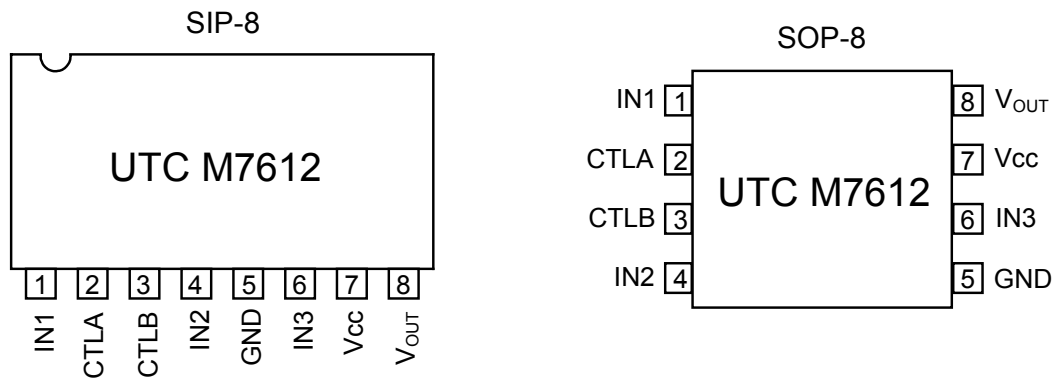 SIP-8
UTC M7612
1 2 3 4 5 6 7 8
IN1 CTLA CTLB IN2 GND IN3 Vcc VOUT
SOP-8
IN1 1 8 VOUT
CTLA 2 7 Vcc
UTC M7612
CTLB 3 6 IN3
IN2 4 5 GND